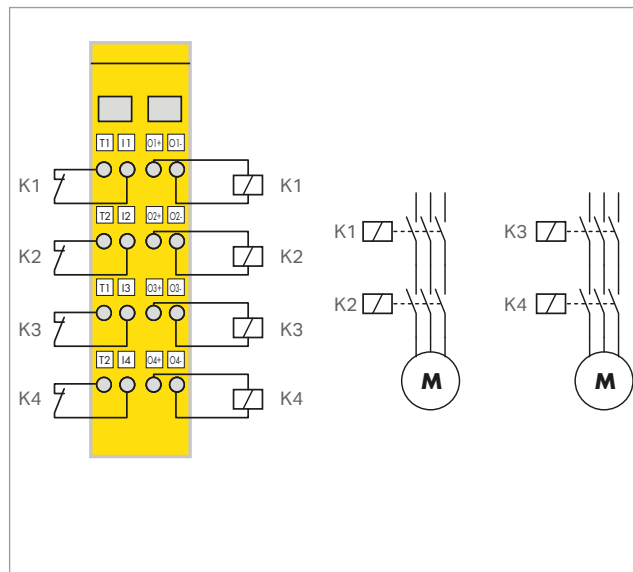 T1 I1 O1+ O1-
K1 K1
T2 I2 O2+ O2-
K2 K2
T1 I3 O3+ O3-
K3 K3
T2 I4 O4+ O4-
K4 K4
K1
K2
M
K3
K4
M